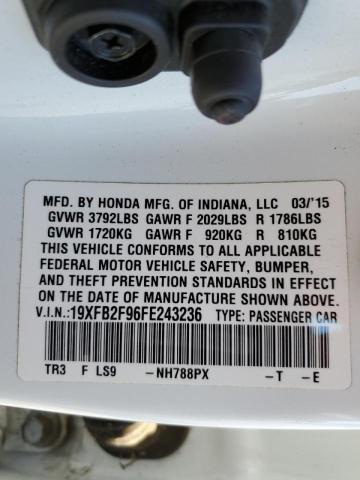 MFD. BY HONDA MFG. OF INDIANA, LLC 03/'15
GVWR 3792LBS GAWR F 2029LBS R 1786LBS
GVWR 1720KG GAWR F 920KG R 810KG
THIS VEHICLE CONFORMS TO ALL APPLICABLE
FEDERAL MOTOR VEHICLE SAFETY, BUMPER,
AND THEFT PREVENTION STANDARDS IN EFFECT
ON THE DATE OF MANUFACTURE SHOWN ABOVE.
V.I.N.:19XFB2F96FE243236 TYPE: PASSENGER CAR
TR3 F LS9 -NH788PX -T -E